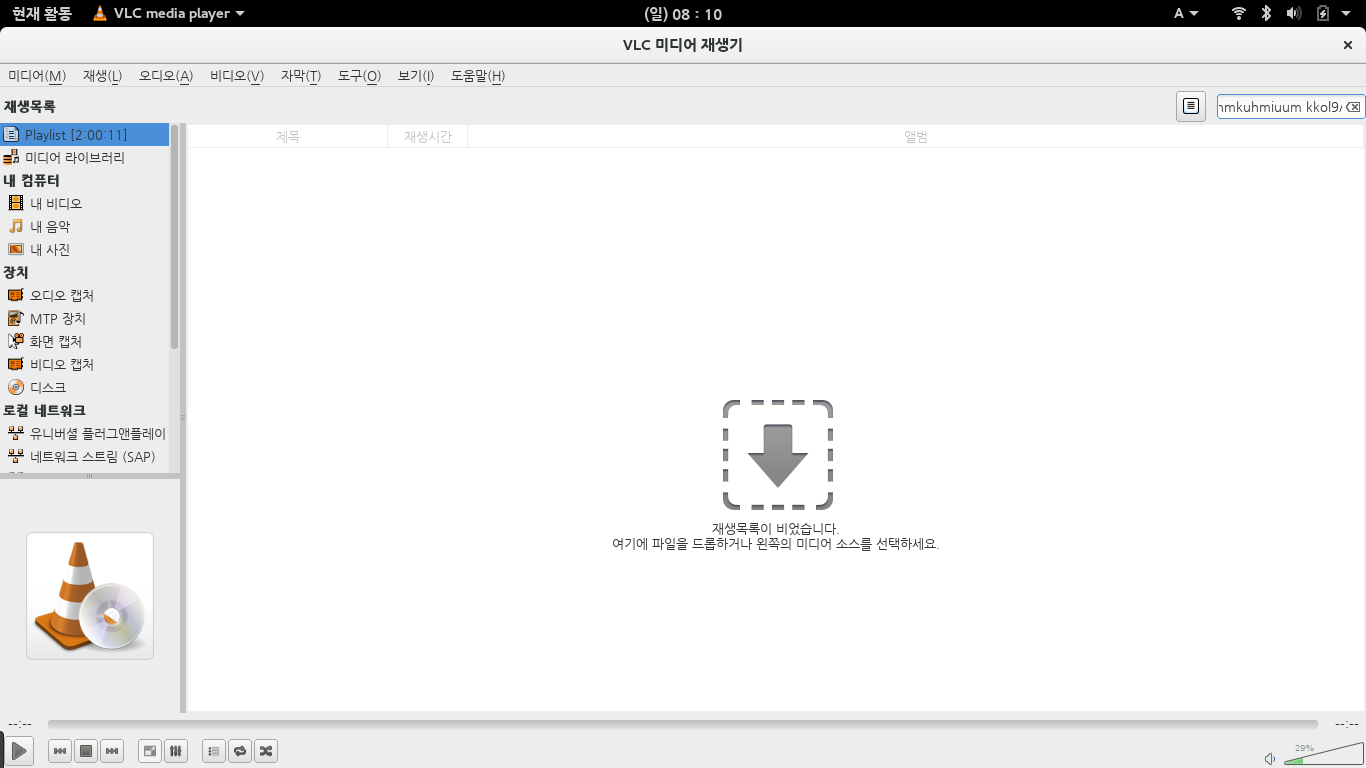 현재 활동
VLC media player
(일) 08 : 10
A
VLC 미디어 재생기
미디어(M) 재생(L) 오디오(A) 비디오(V) 자막(T) 도구(O) 보기(I) 도움말(H)
재생목록
kkol9
Playlist [2:00:11]
제목 재생시간 앨범
미디어 라이브러리
내 컴퓨터
내 비디오
내 음악
내 사진
장치
오디오 캡처
MTP 장치
화면 캡처
비디오 캡처
디스크
로컬 네트워크
유니버셜 플러그앤플레이
네트워크 스트림 (SAP)
재생목록이 비었습니다.
여기에 파일을 드롭하거나 왼쪽의 미디어 소스를 선택하세요.
--:-- --:--
29%